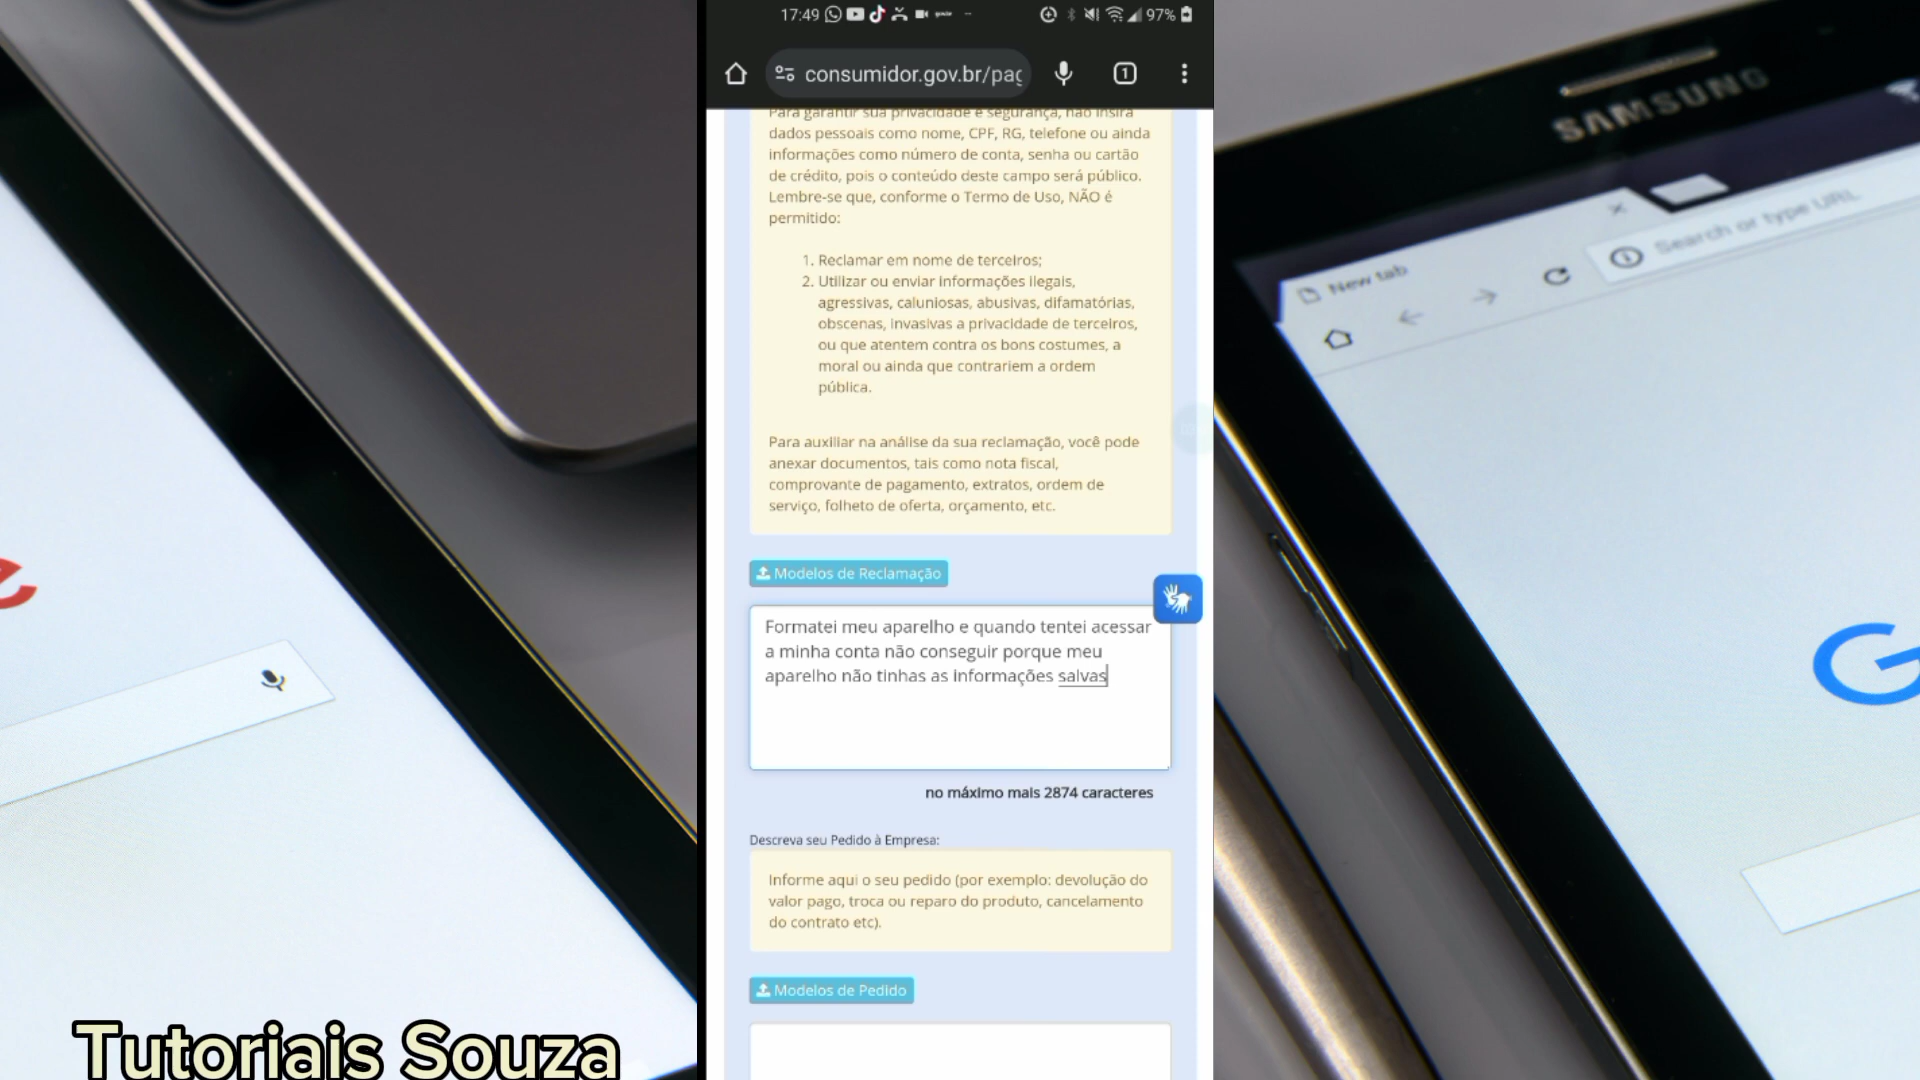 17:49
97%
consumidor.gov.br/pag
1
Para garantir sua privacidade e segurança, não insira
dados pessoais como nome, CPF, RG, telefone ou ainda
informações como número de conta, senha ou cartão
de crédito, pois o conteúdo deste campo será público.
Lembre-se que, conforme o Termo de Uso, NÃO é
permitido:
1. Reclamar em nome de terceiros;
2. Utilizar ou enviar informações ilegais,
agressivas, caluniosas, abusivas, difamatórias,
obscenas, invasivas a privacidade de terceiros,
ou que atentem contra os bons costumes, a
moral ou ainda que contrariem a ordem
pública.
Para auxiliar na análise da sua reclamação, você pode
anexar documentos, tais como nota fiscal,
comprovante de pagamento, extratos, ordem de
serviço, folheto de oferta, orçamento, etc.
Modelos de Reclamação
Formatei meu aparelho e quando tentei acessar
a minha conta não conseguir porque meu
aparelho não tinhas as informações salvas
no máximo mais 2874 caracteres
Descreva seu Pedido à Empresa:
Informe aqui o seu pedido (por exemplo: devolução do
valor pago, troca ou reparo do produto, cancelamento
do contrato etc).
Modelos de Pedido
SAMSUNG
New tab
Search or type URL
G
e
Tutoriais Souza